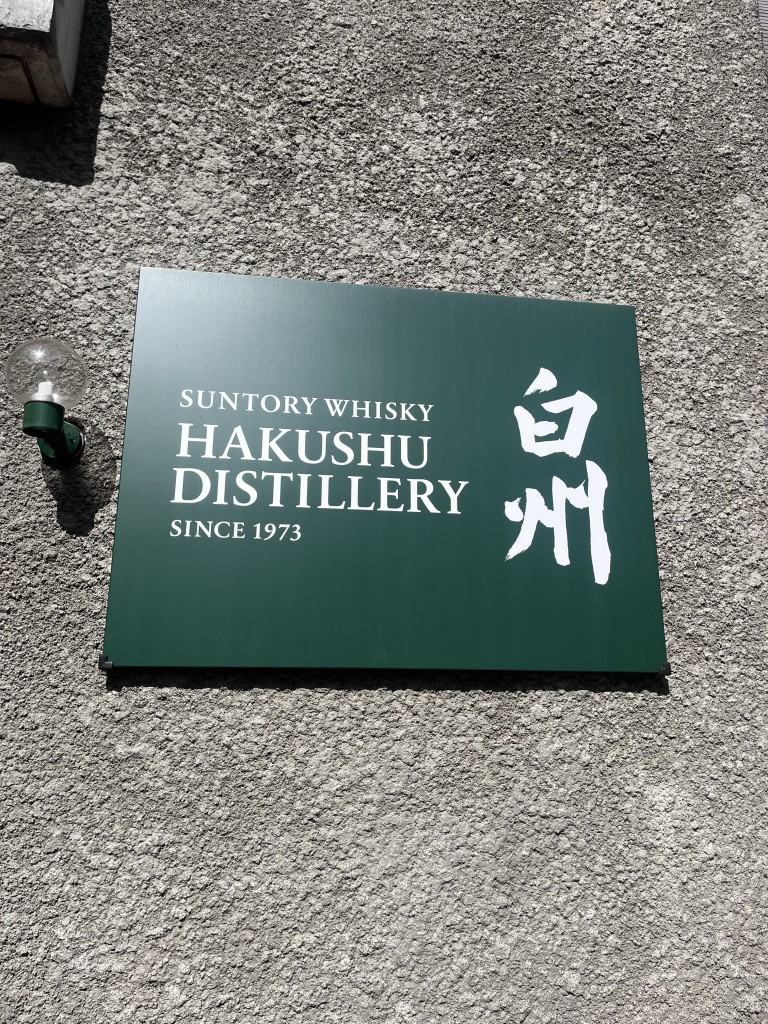 SUNTORY WHISKY
HAKUSHU
DISTILLERY
SINCE 1973
白州